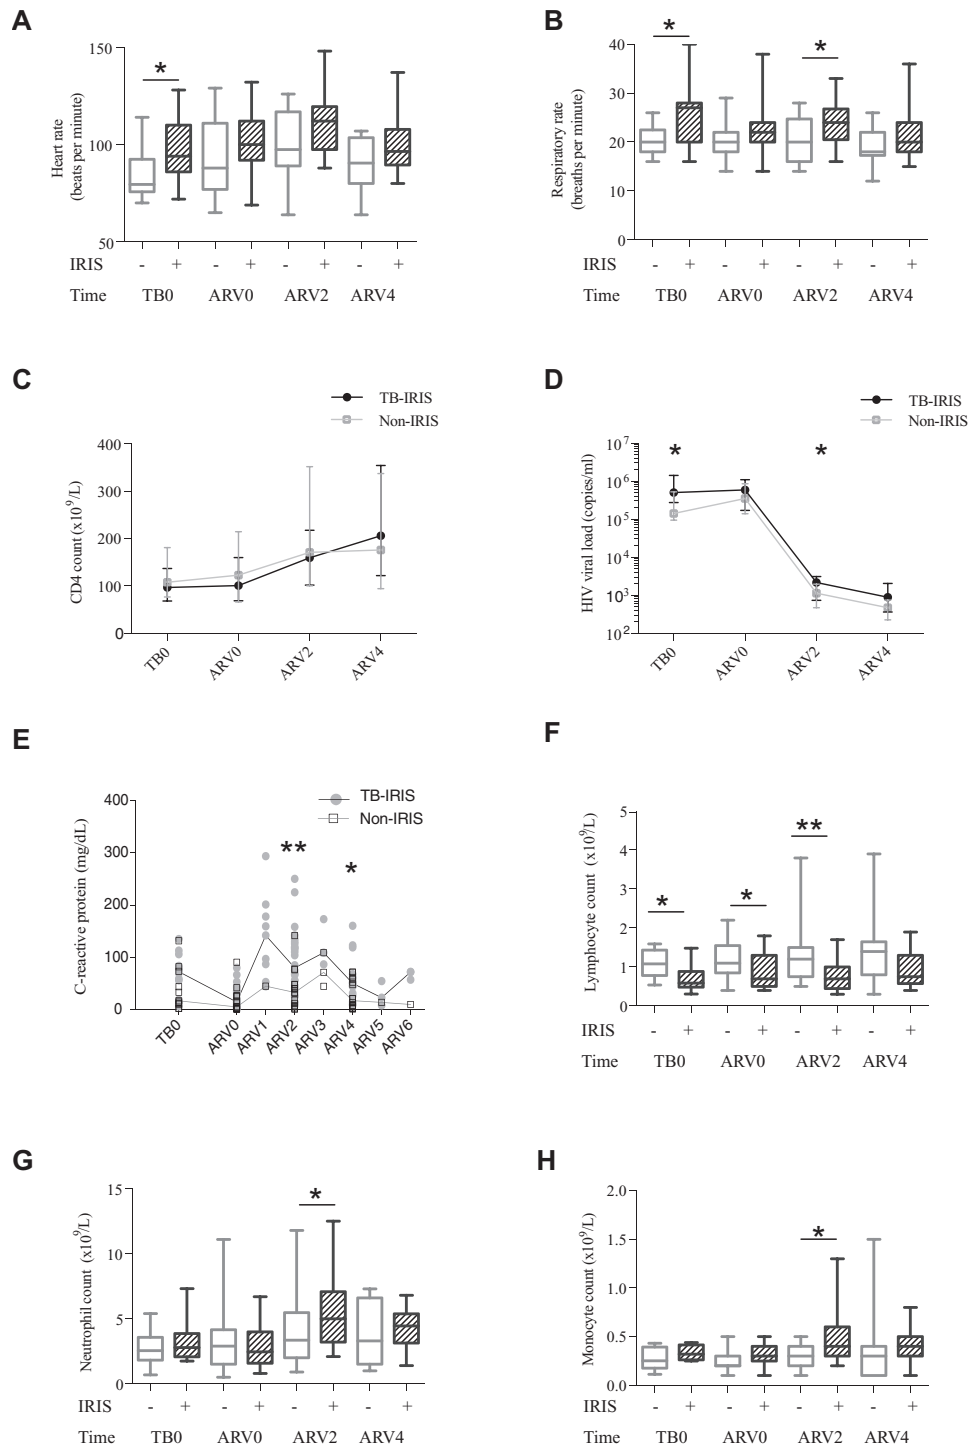 A
Heart rate
(beats per minute)
150
*
100
50
IRIS - + - + - + - +
Time TB0 ARV0 ARV2 ARV4
B
Respiratory rate
(breaths per minute)
40
* *
30
20
10
0
IRIS - + - + - + - +
Time TB0 ARV0 ARV2 ARV4
C
TB-IRIS
Non-IRIS
CD4 count (x10⁹/L)
400
300
200
100
0
TB0 ARV0 ARV2 ARV4
D
TB-IRIS
Non-IRIS
HIV viral load (copies/ml)
10⁷
* *
10⁶
10⁵
10⁴
10³
10²
TB0 ARV0 ARV2 ARV4
E
TB-IRIS
Non-IRIS
C-reactive protein (mg/dL)
400
300
** *
200
100
0
TB0 ARV0 ARV1 ARV2 ARV3 ARV4 ARV5 ARV6
F
Lymphocyte count (x10⁹/L)
5
4
* * **
3
2
1
0
IRIS - + - + - + - +
Time TB0 ARV0 ARV2 ARV4
G
Neutrophil count (x10⁹/L)
15
*
10
5
0
IRIS - + - + - + - +
Time TB0 ARV0 ARV2 ARV4
H
Monocyte count (x10⁹/L)
2.0
1.5
*
1.0
0.5
0.0
IRIS - + - + - + - +
Time TB0 ARV0 ARV2 ARV4